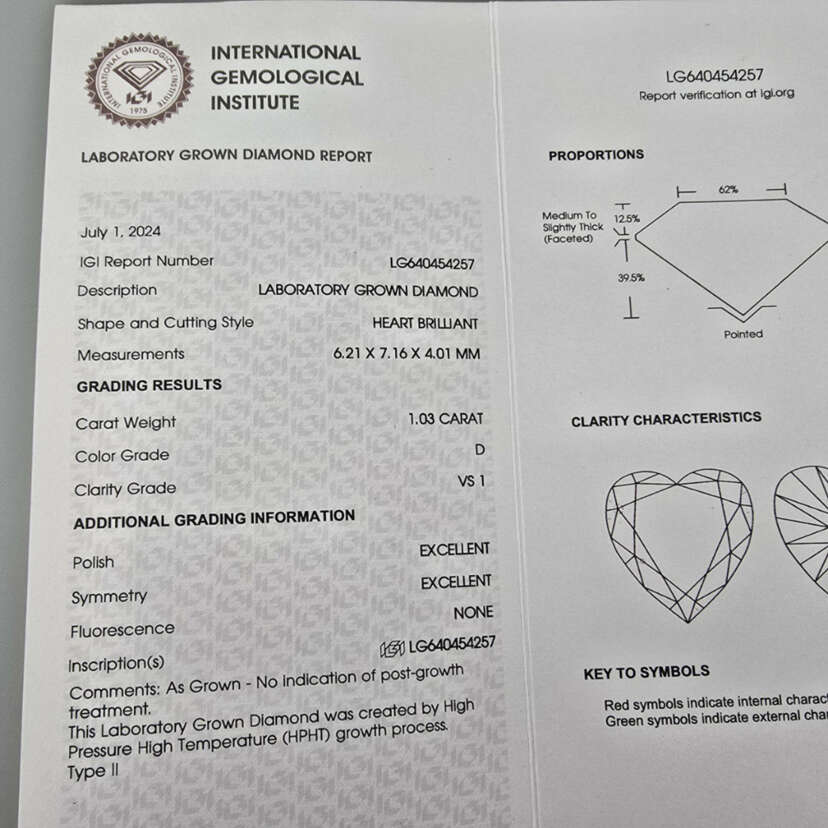 INTERNATIONAL GEMOLOGICAL INSTITUTE
IGI
1975
INTERNATIONAL
GEMOLOGICAL
INSTITUTE
LABORATORY GROWN DIAMOND REPORT
July 1, 2024
IGI Report Number LG640454257
Description LABORATORY GROWN DIAMOND
Shape and Cutting Style HEART BRILLIANT
Measurements 6.21 X 7.16 X 4.01 MM
GRADING RESULTS
Carat Weight 1.03 CARAT
Color Grade D
Clarity Grade VS 1
ADDITIONAL GRADING INFORMATION
Polish EXCELLENT
Symmetry EXCELLENT
Fluorescence NONE
Inscription(s) IGI LG640454257
Comments: As Grown - No indication of post-growth
treatment.
This Laboratory Grown Diamond was created by High
Pressure High Temperature (HPHT) growth process.
Type II
LG640454257
Report verification at igi.org
PROPORTIONS
62%
Medium To
Slightly Thick
(Faceted)
12.5%
39.5%
Pointed
CLARITY CHARACTERISTICS
KEY TO SYMBOLS
Red symbols indicate internal
Green symbols indicate external